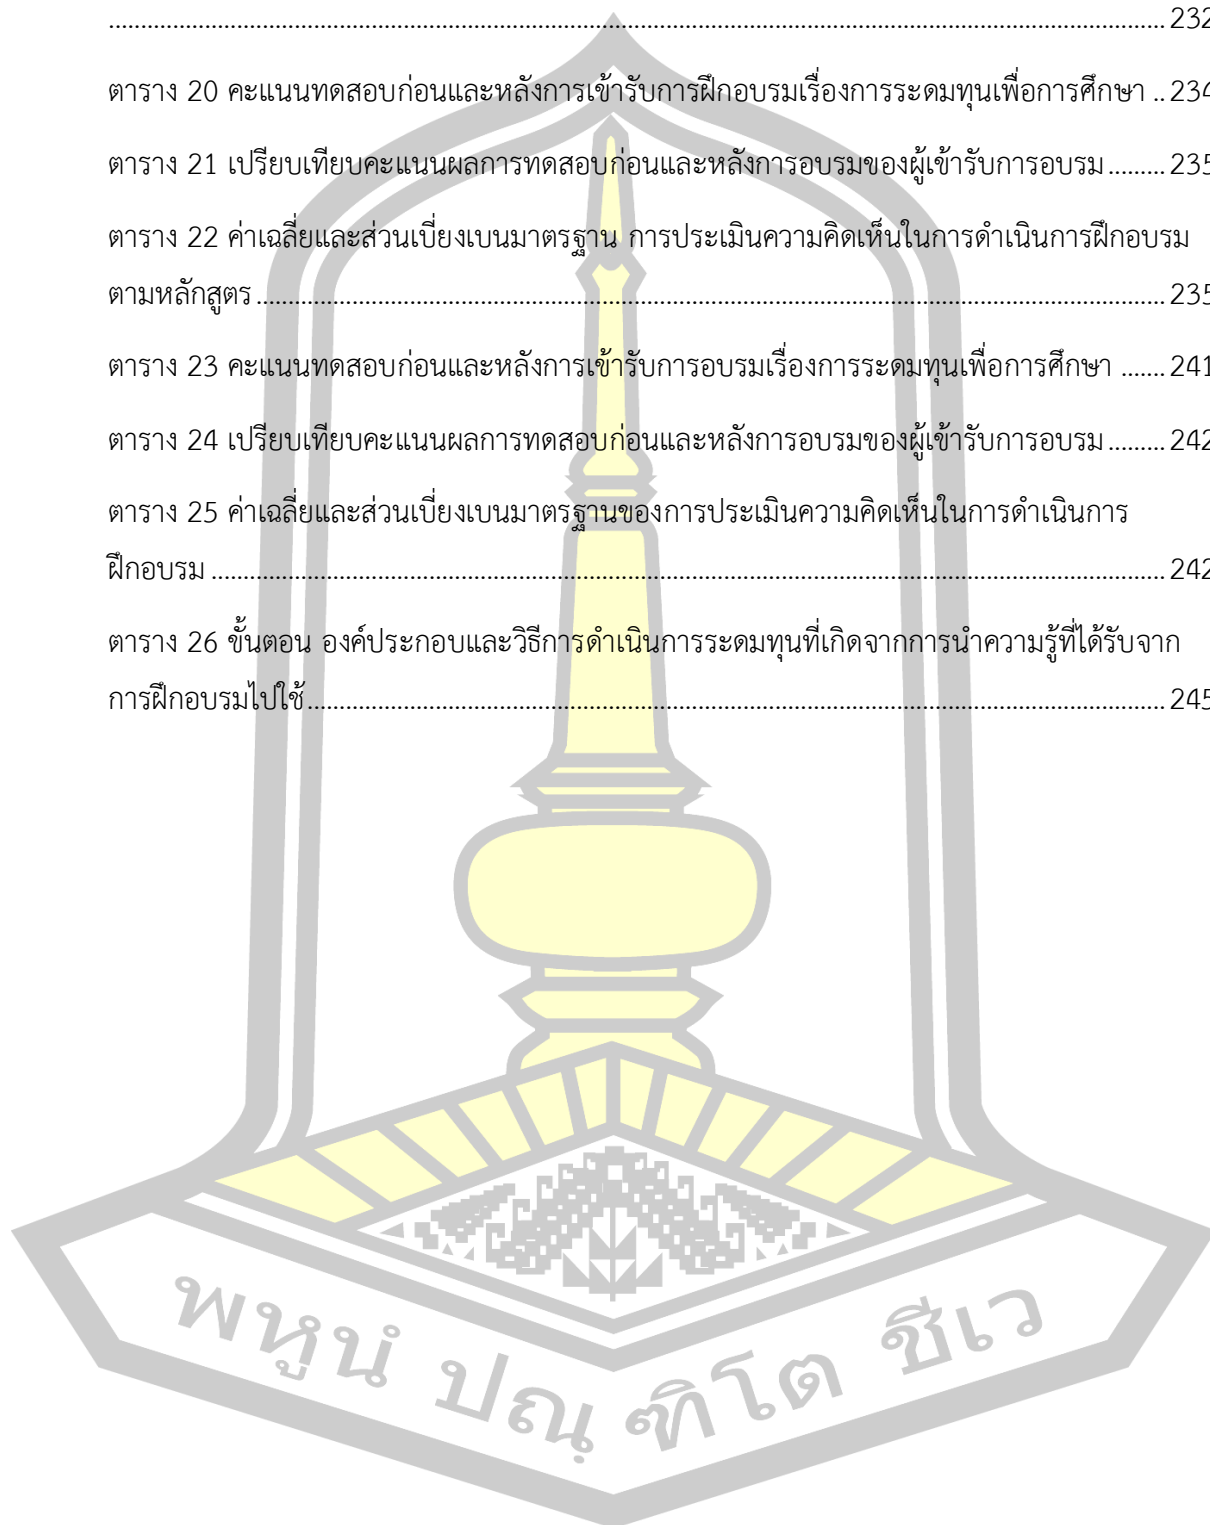 ........................................................................................................................................................ 232
ตาราง 20 คะแนนทดสอบก่อนและหลังการเข้ารับการฝึกอบรมเรื่องการระดมทุนเพื่อการศึกษา .. 234
ตาราง 21 เปรียบเทียบคะแนนผลการทดสอบก่อนและหลังการอบรมของผู้เข้ารับการอบรม ......... 235
ตาราง 22 ค่าเฉลี่ยและส่วนเบี่ยงเบนมาตรฐาน การประเมินความคิดเห็นในการดำเนินการฝึกอบรม
ตามหลักสูตร ........................................................................................................................... 235
ตาราง 23 คะแนนทดสอบก่อนและหลังการเข้ารับการอบรมเรื่องการระดมทุนเพื่อการศึกษา ....... 241
ตาราง 24 เปรียบเทียบคะแนนผลการทดสอบก่อนและหลังการอบรมของผู้เข้ารับการอบรม ......... 242
ตาราง 25 ค่าเฉลี่ยและส่วนเบี่ยงเบนมาตรฐานของการประเมินความคิดเห็นในการดำเนินการ
ฝึกอบรม .................................................................................................................................. 242
ตาราง 26 ขั้นตอน องค์ประกอบและวิธีการดำเนินการระดมทุนที่เกิดจากการนำความรู้ที่ได้รับจาก
การฝึกอบรมไปใช้ .................................................................................................................... 245
พหูนํ ปณฺฑิโต ชีเว